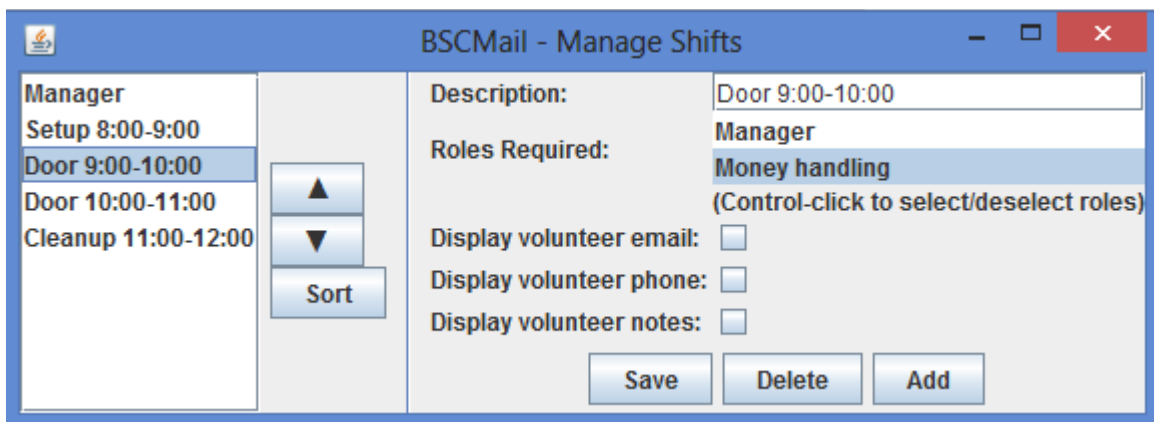 BSCMail - Manage Shifts
Manager
Setup 8:00-9:00
Door 9:00-10:00
Door 10:00-11:00
Cleanup 11:00-12:00
▲
▼
Sort
Description: Door 9:00-10:00
Roles Required:
Manager
Money handling
(Control-click to select/deselect roles)
Display volunteer email:
Display volunteer phone:
Display volunteer notes:
Save Delete Add